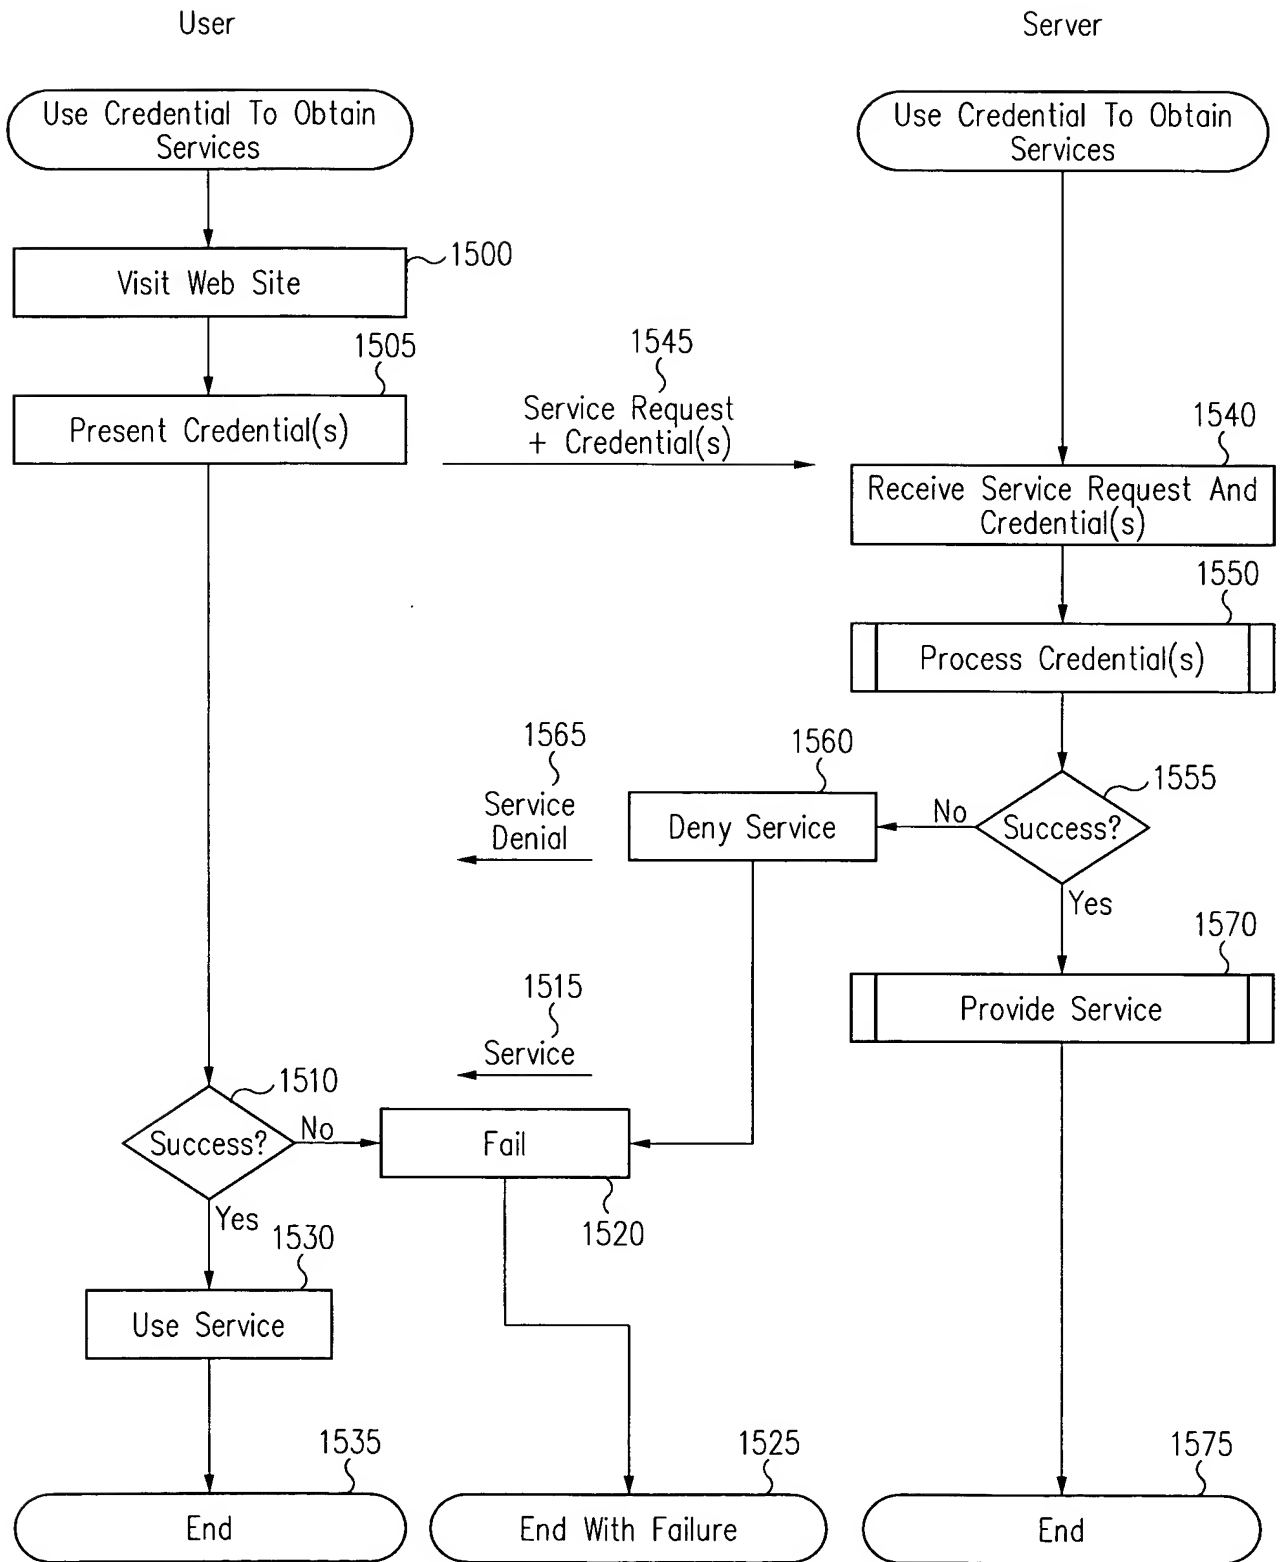 User
Server
Use Credential To Obtain
Services
Use Credential To Obtain
Services
1500
Visit Web Site
1505
Present Credential(s)
1545
Service Request
+ Credential(s)
1540
Receive Service Request And
Credential(s)
1550
Process Credential(s)
1555
Success?
No
Yes
1560
Deny Service
1565
Service
Denial
1570
Provide Service
1515
Service
1510
Success?
No
Yes
Fail
1520
1530
Use Service
1535
End
1525
End With Failure
1575
End